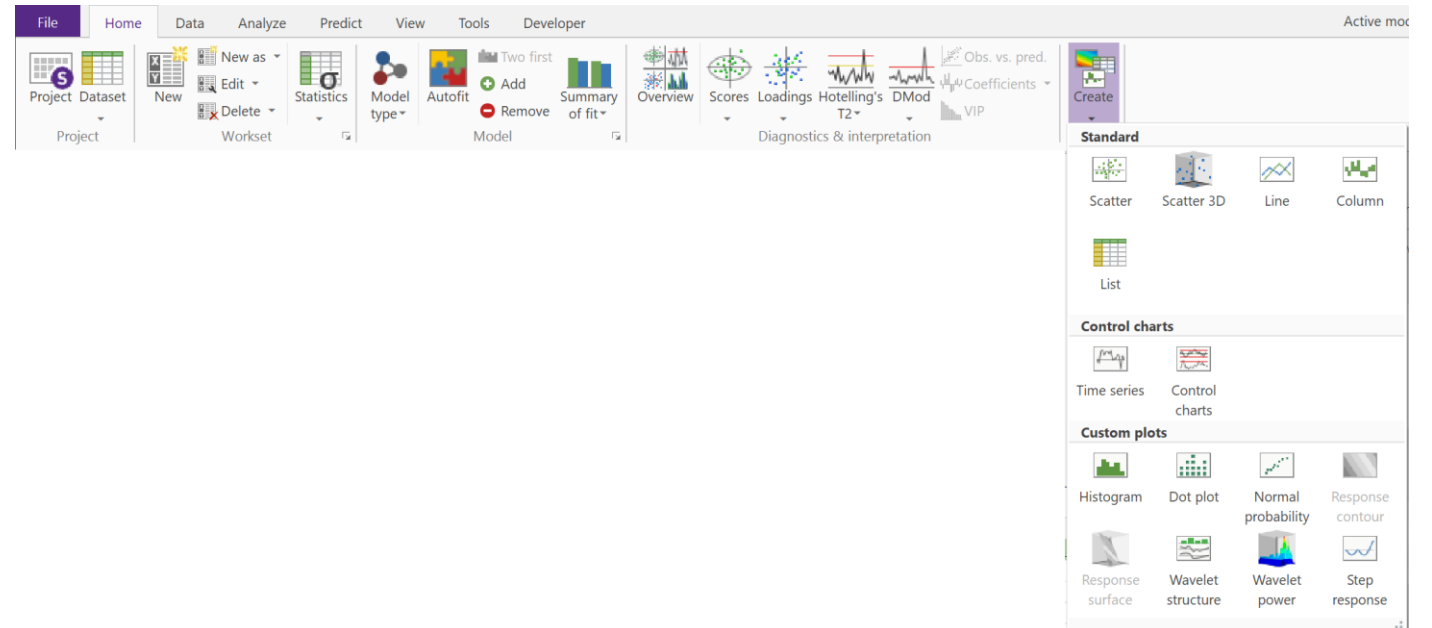 File Home Data Analyze Predict View Tools Developer Active mod
New as Two first Obs. vs. pred.
Edit Add Coefficients
Project Dataset New Statistics Model type Autofit Summary of fit Overview Scores Loadings Hotelling's T2 DMod Create
Delete Remove VIP
Project Workset Model Diagnostics & interpretation
Standard
Scatter Scatter 3D Line Column
List
Control charts
Time series Control charts
Custom plots
Histogram Dot plot Normal probability Response contour
Response surface Wavelet structure Wavelet power Step response